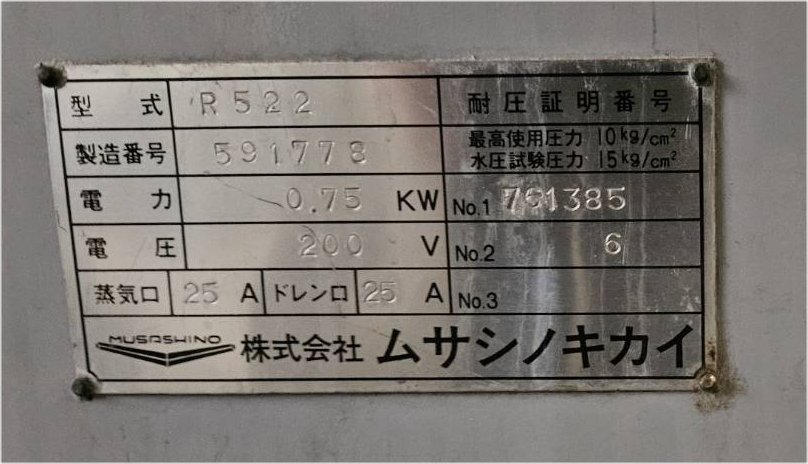 型式 R522
製造番号 591778
電力 0.75 KW
電圧 200 V
蒸気口 25 A ドレン口 25 A
耐圧証明番号
最高使用圧力 10kg/cm²
水圧試験圧力 15kg/cm²
No.1 761385
No.2 6
No.3
MUSASHINO 株式会社 ムサシノキカイ